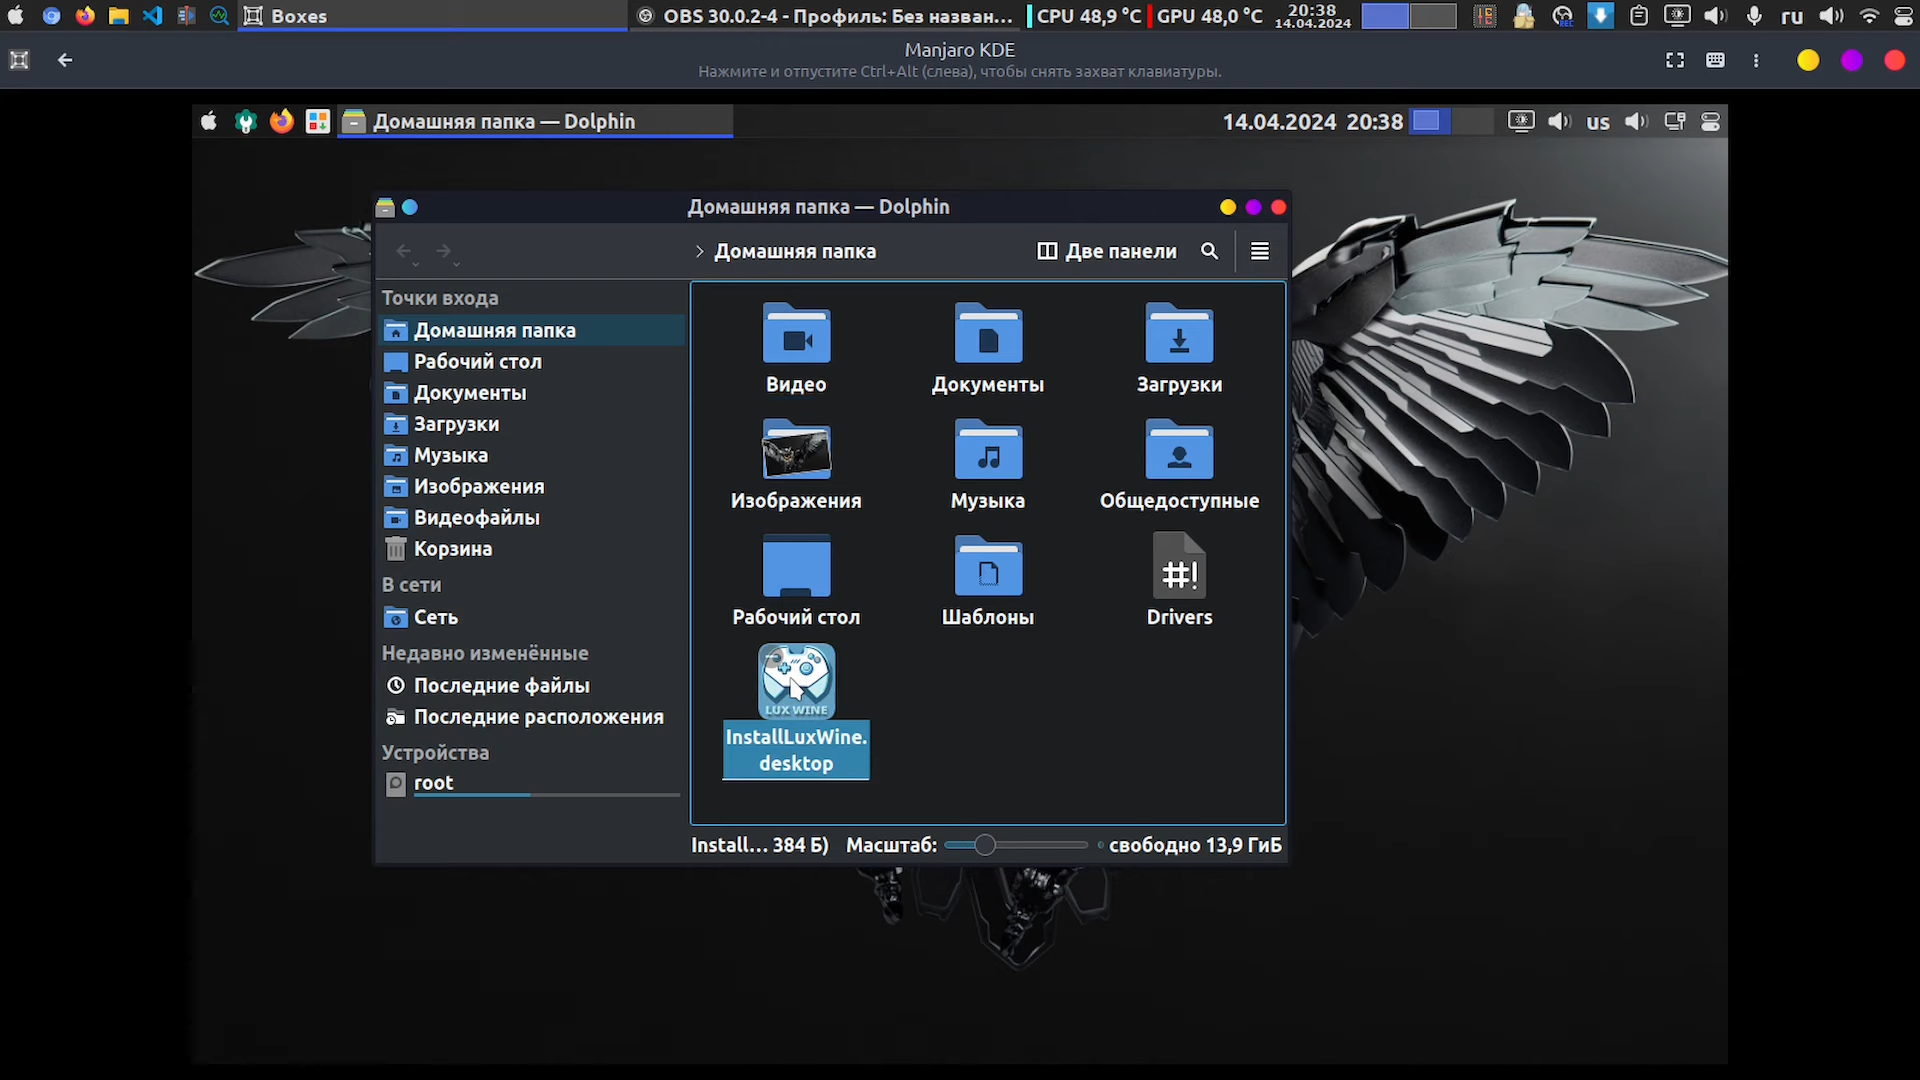 Boxes
OBS 30.0.2-4 - Профиль: Без назван...
CPU 48,9 °C
GPU 48,0 °C
20:38
14.04.2024
REC
ru
Manjaro KDE
Нажмите и отпустите Ctrl+Alt (слева), чтобы снять захват клавиатуры.
Домашняя папка — Dolphin
14.04.2024 20:38
us
Домашняя папка — Dolphin
Домашняя папка
Две панели
Точки входа
Домашняя папка
Рабочий стол
Документы
Загрузки
Музыка
Изображения
Видеофайлы
Корзина
В сети
Сеть
Недавно изменённые
Последние файлы
Последние расположения
Устройства
root
Видео
Документы
Загрузки
Изображения
Музыка
Общедоступные
Рабочий стол
Шаблоны
#!
Drivers
LUX WINE
InstallLuxWine.
desktop
Install... 384 Б)
Масштаб:
свободно 13,9 ГиБ